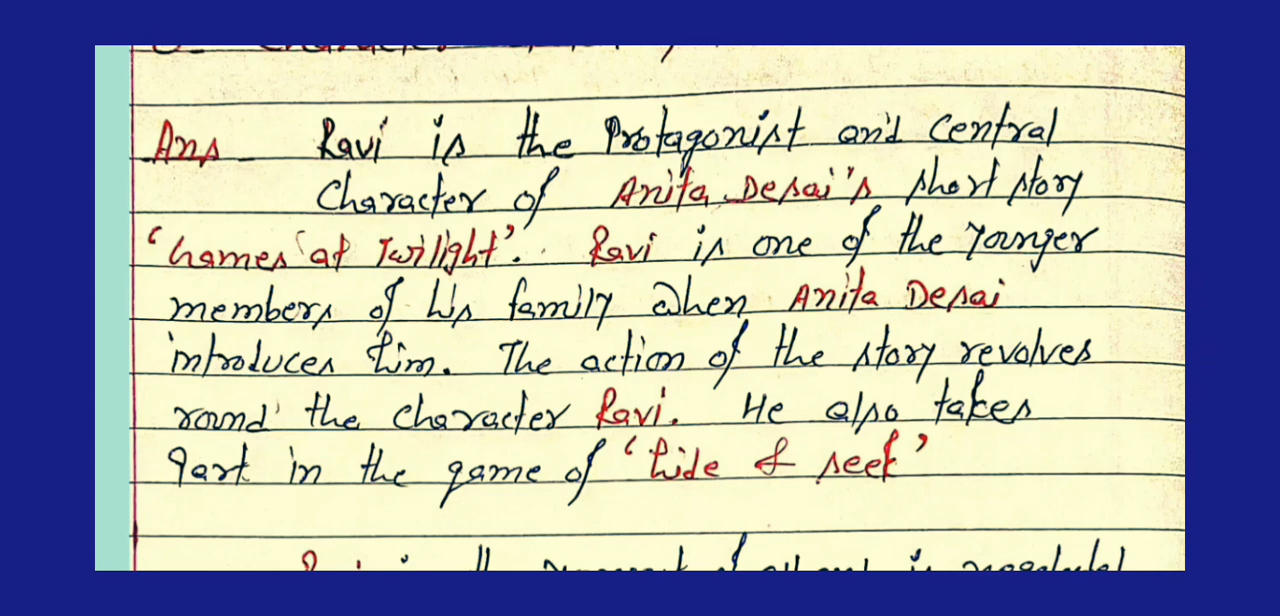 Ans Ravi is the Protagonist and Central
Character of Anita Desai's short story
'Games at Twilight'. Ravi is one of the Younger
members of his family when Anita Desai
introduces him. The action of the story revolves
round the character Ravi. He also takes
Part in the game of 'hide & seek'